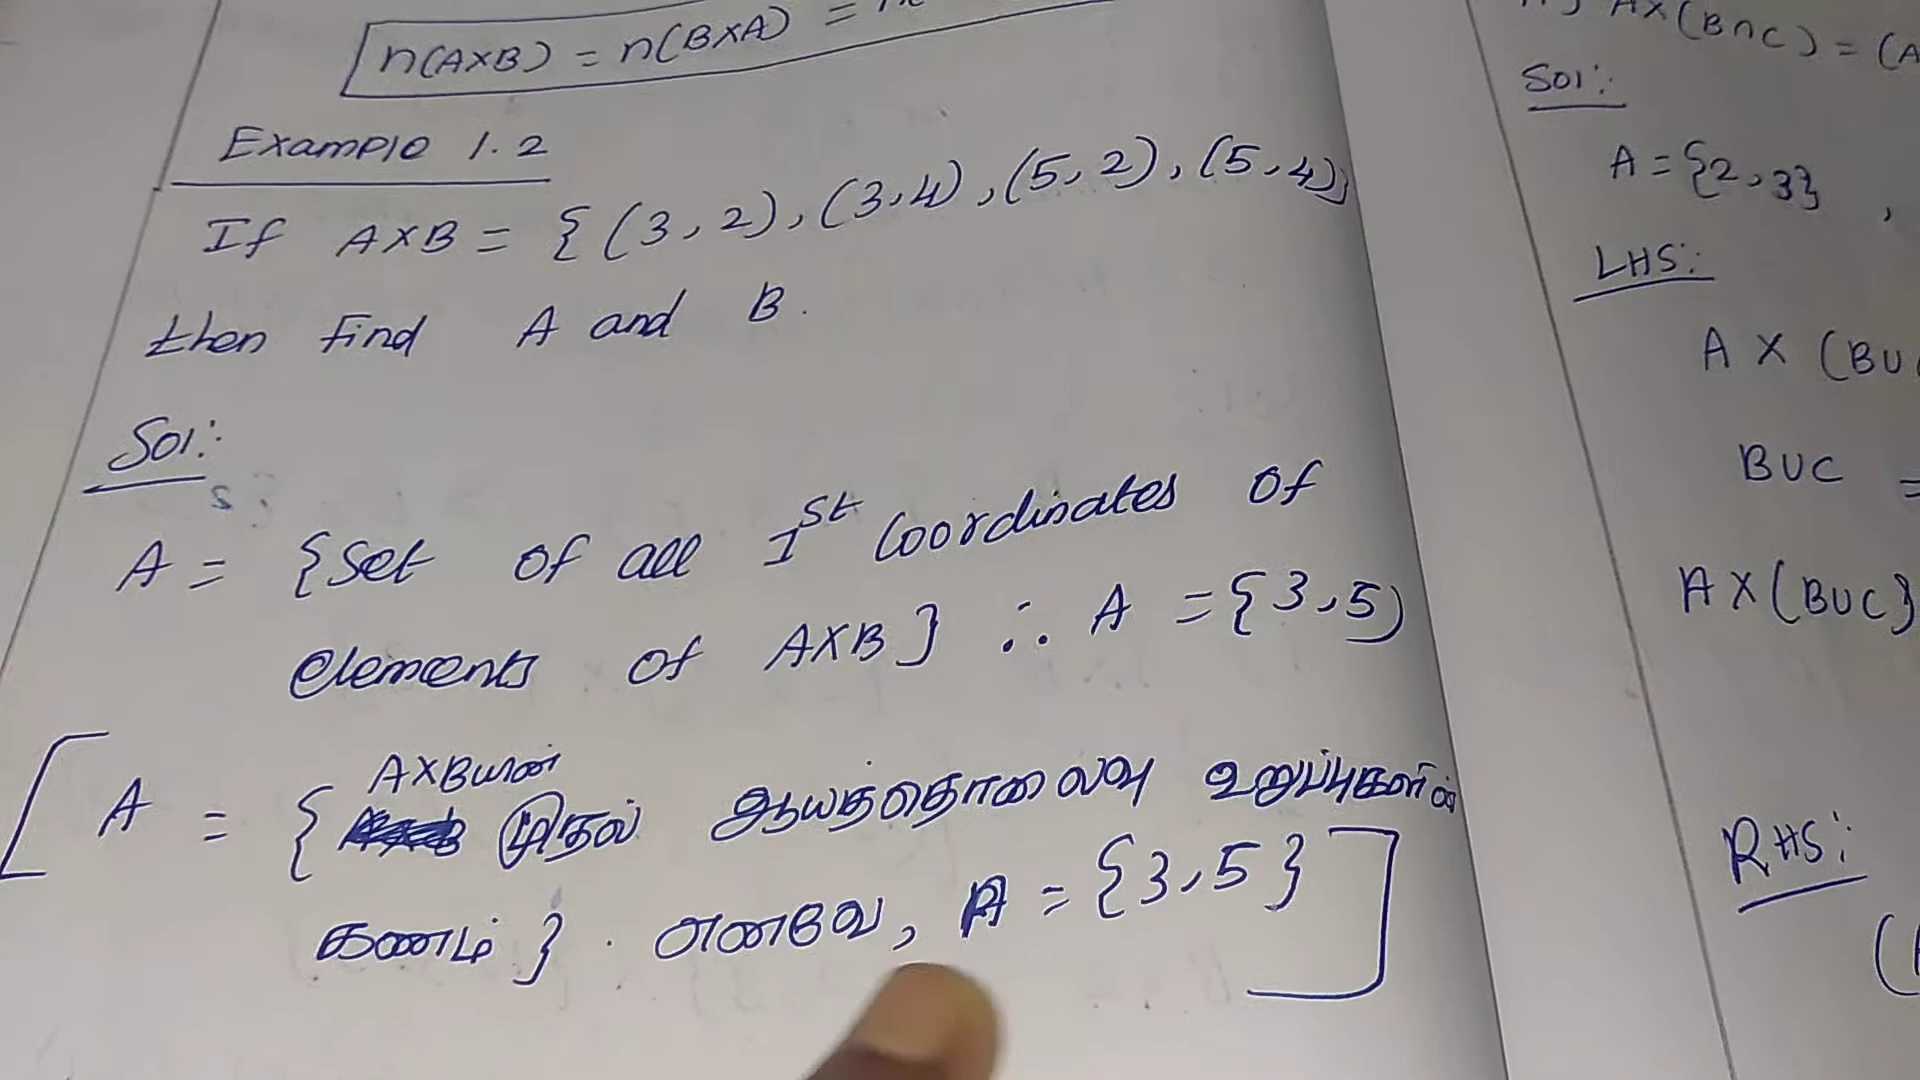 n(A×B) = n(B×A) =
Example 1.2
If A×B = {(3,2), (3,4), (5,2), (5,4)}
then find A and B.
Sol:
A = {Set of all Ist Coordinates of
elements of A×B} ∴ A = {3,5)
[A = { A×Bயின் முதல் ஆயத்தொலைவு உறுப்புகளின்
கணம் } . எனவே, A = {3,5} ]
A×(B∩C) = (A
Sol:
A = {2,3} ,
LHS:
A × (BU
BUC =
A×(BUC)
RHS:
(